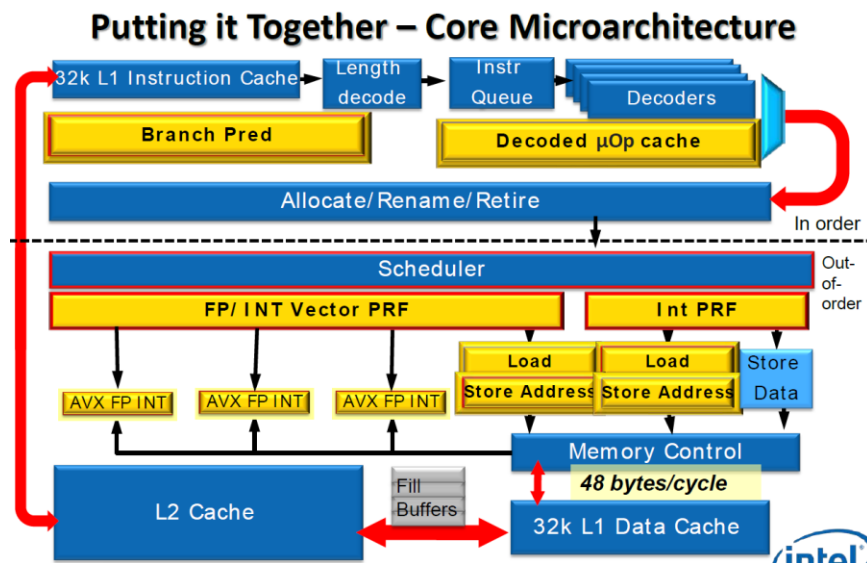 Putting it Together – Core Microarchitecture
32k L1 Instruction Cache
Length
decode
Instr
Queue
Decoders
Branch Pred
Decoded µOp cache
Allocate/Rename/Retire
In order
Scheduler
Out-
of-
order
FP/ INT Vector PRF
Int PRF
Load
Load
Store
Data
Store Address
Store Address
AVX FP INT
AVX FP INT
AVX FP INT
Memory Control
48 bytes/cycle
L2 Cache
Fill
Buffers
32k L1 Data Cache
intel